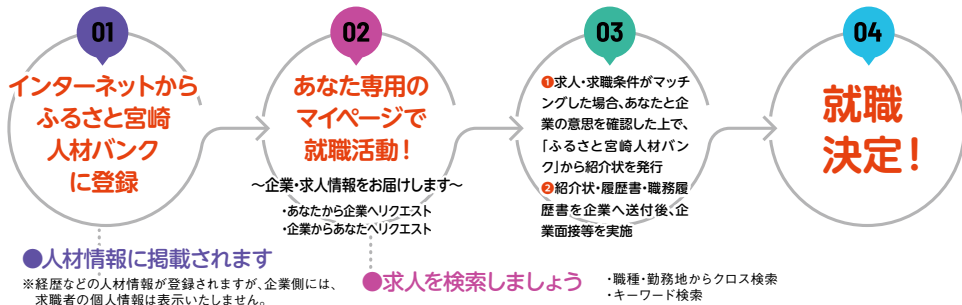 01
インターネットから
ふるさと宮崎
人材バンク
に登録
●人材情報に掲載されます
※経歴などの人材情報が登録されますが、企業側には、
求職者の個人情報は表示いたしません。
02
あなた専用の
マイページで
就職活動!
～企業・求人情報をお届けします～
・あなたから企業へリクエスト
・企業からあなたへリクエスト
●求人を検索しましょう
・職種・勤務地からクロス検索
・キーワード検索
03
❶求人・求職条件がマッチ
ングした場合、あなたと企
業の意思を確認した上で、
「ふるさと宮崎人材バン
ク」から紹介状を発行
❷紹介状・履歴書・職務履
歴書を企業へ送付後、企
業面接等を実施
04
就職
決定!